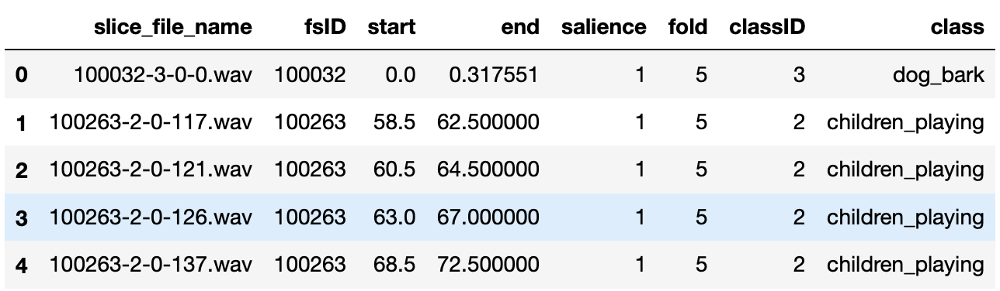 slice_file_name fsID start end salience fold classID class
0 100032-3-0-0.wav 100032 0.0 0.317551 1 5 3 dog_bark
1 100263-2-0-117.wav 100263 58.5 62.500000 1 5 2 children_playing
2 100263-2-0-121.wav 100263 60.5 64.500000 1 5 2 children_playing
3 100263-2-0-126.wav 100263 63.0 67.000000 1 5 2 children_playing
4 100263-2-0-137.wav 100263 68.5 72.500000 1 5 2 children_playing